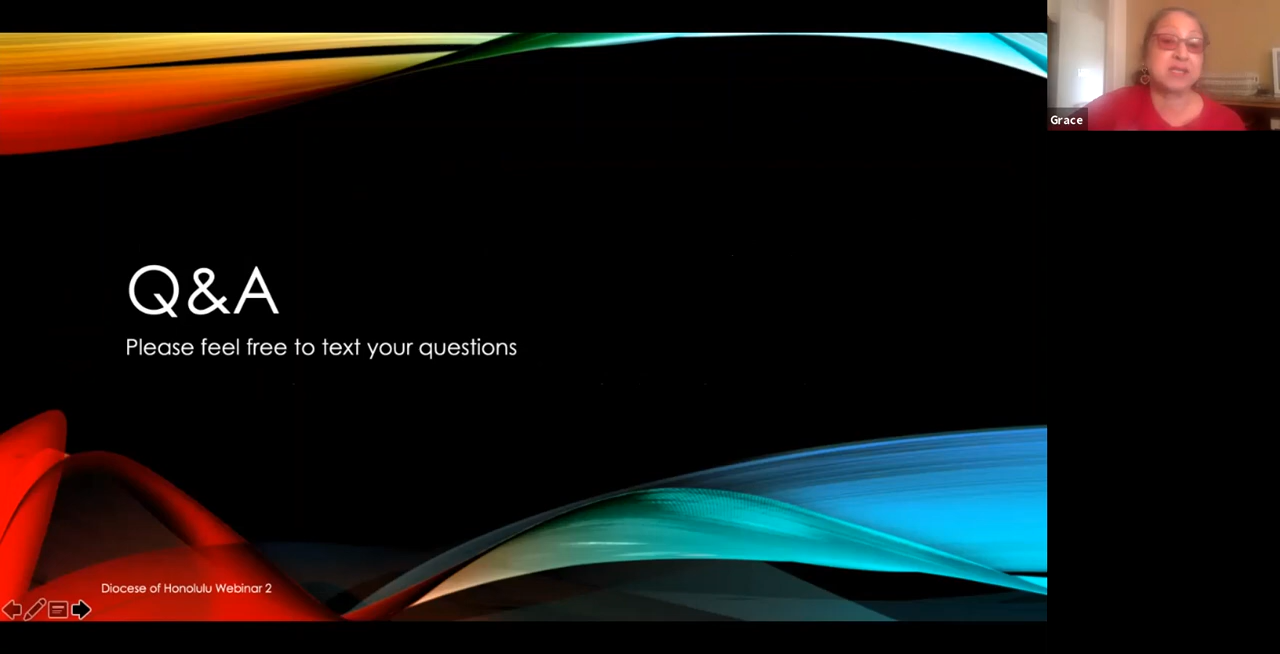 Grace
Q&A
Please feel free to text your questions
Diocese of Honolulu Webinar 2